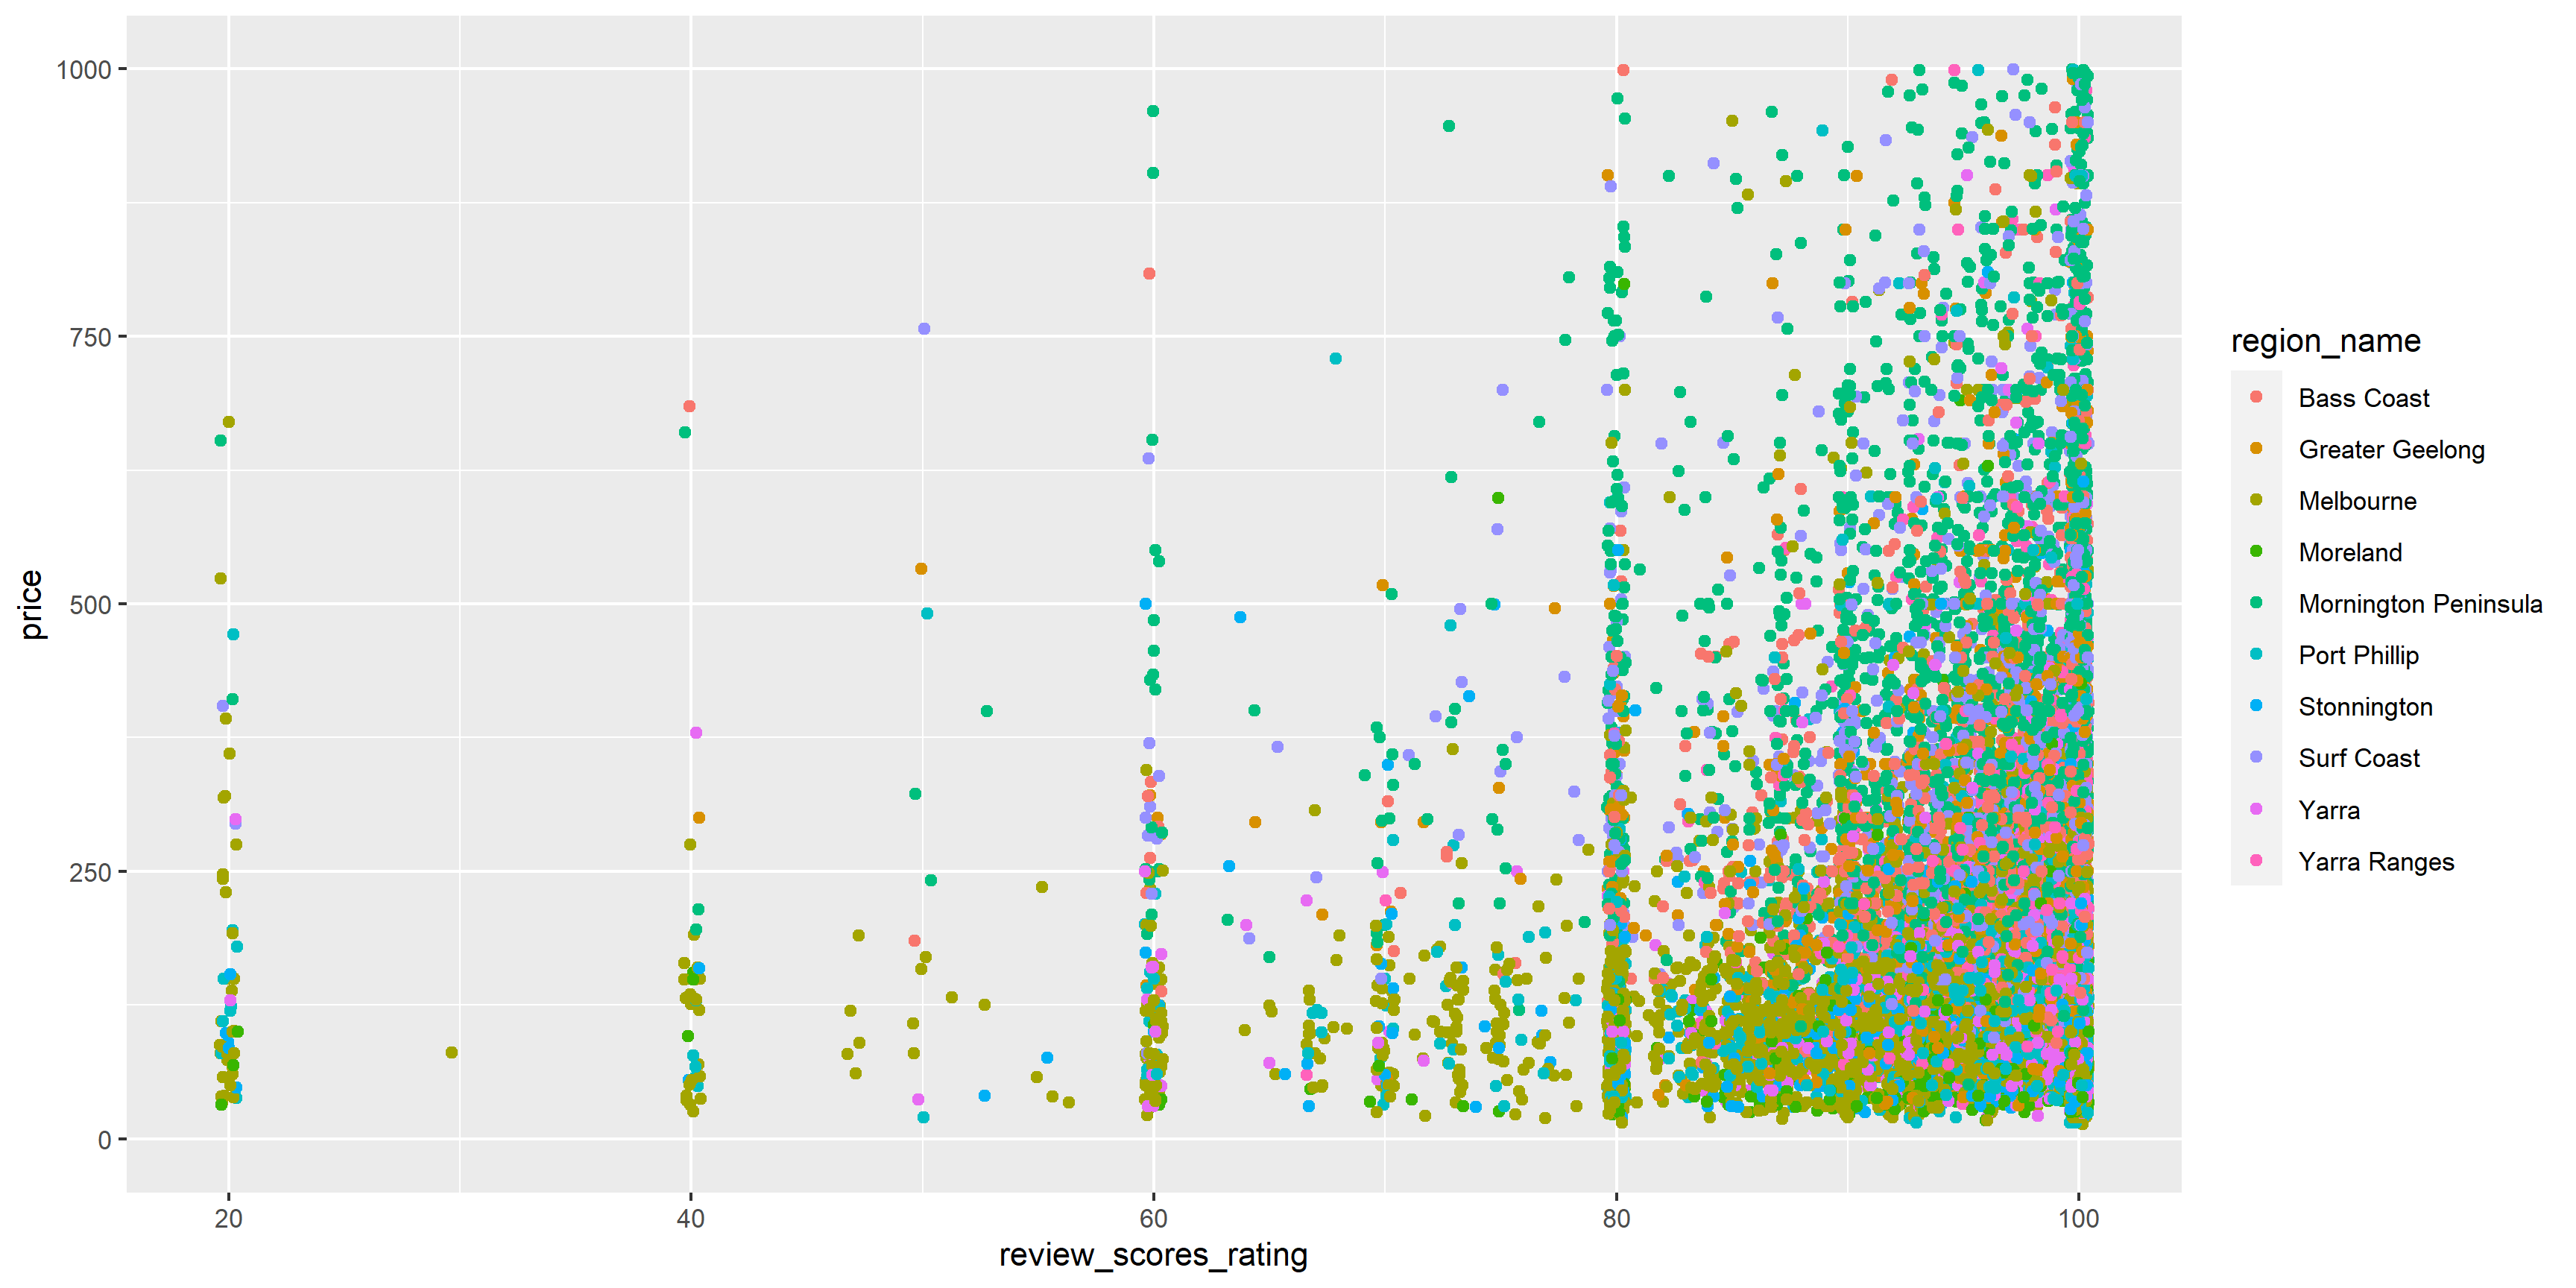 1000
750
500
250
0
price
20 40 60 80 100
review_scores_rating
region_name
Bass Coast
Greater Geelong
Melbourne
Moreland
Mornington Peninsula
Port Phillip
Stonnington
Surf Coast
Yarra
Yarra Ranges